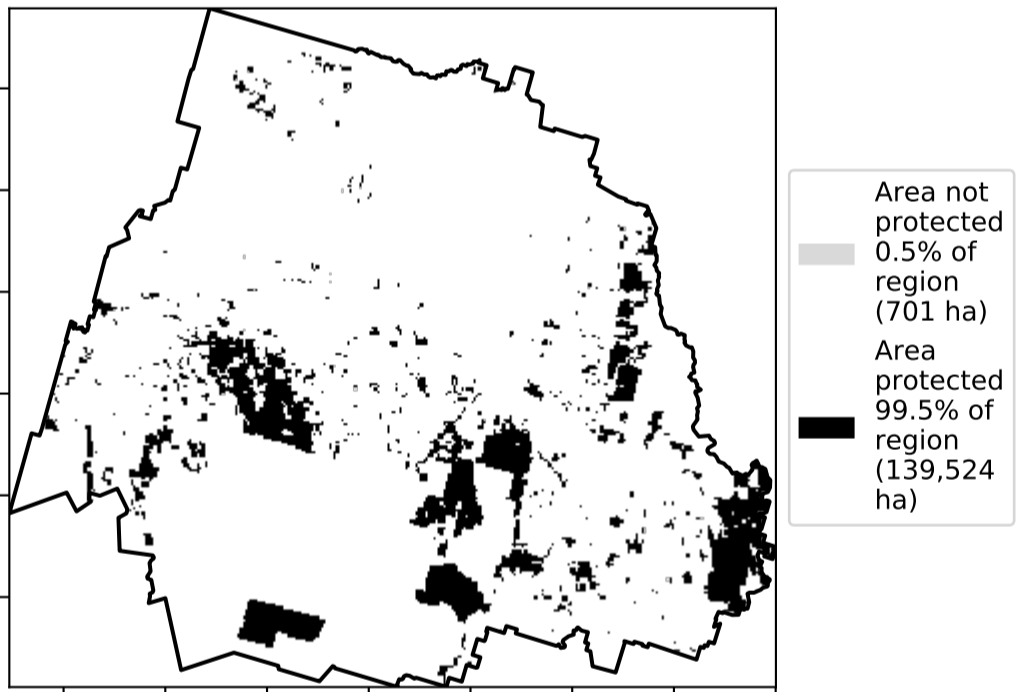 Area not
protected
0.5% of
region
(701 ha)
Area
protected
99.5% of
region
(139,524
ha)